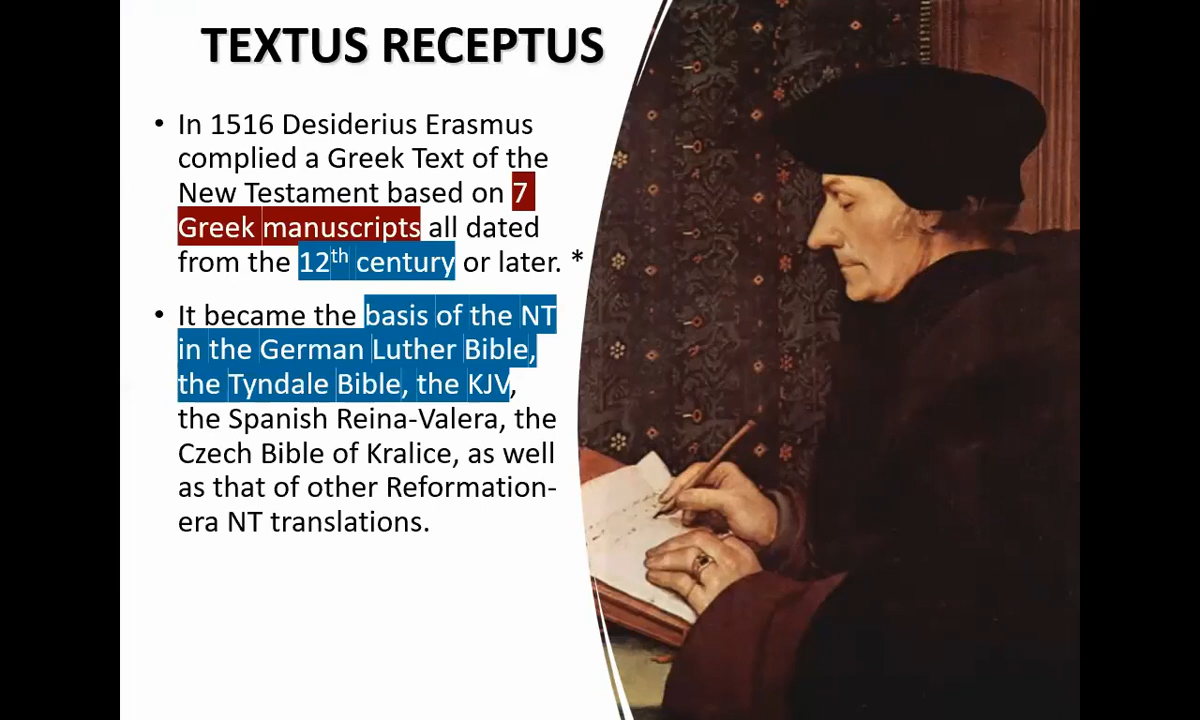 TEXTUS RECEPTUS
• In 1516 Desiderius Erasmus
complied a Greek Text of the
New Testament based on 7
Greek manuscripts all dated
from the 12th century or later. *
• It became the basis of the NT
in the German Luther Bible,
the Tyndale Bible, the KJV,
the Spanish Reina-Valera, the
Czech Bible of Kralice, as well
as that of other Reformation-
era NT translations.